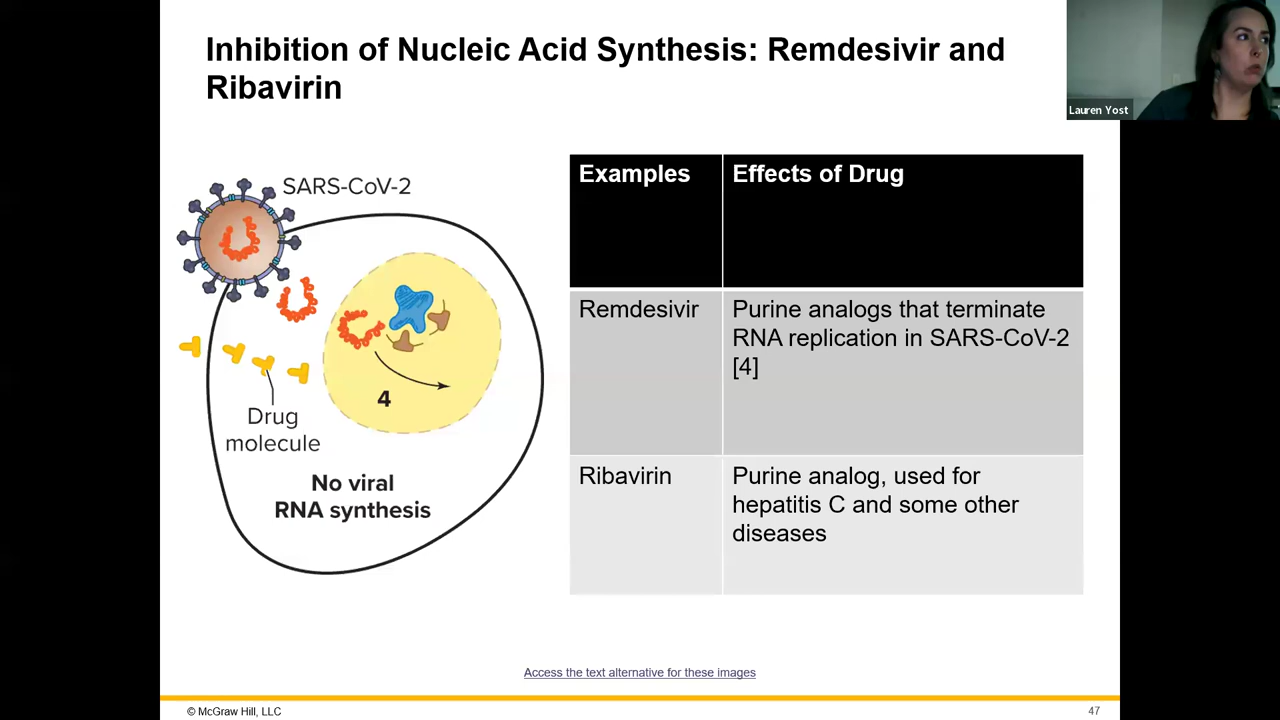 Inhibition of Nucleic Acid Synthesis: Remdesivir and
Ribavirin
Lauren Yost
SARS-CoV-2
Drug
molecule
4
No viral
RNA synthesis
Examples
Effects of Drug
Remdesivir
Purine analogs that terminate
RNA replication in SARS-CoV-2
[4]
Ribavirin
Purine analog, used for
hepatitis C and some other
diseases
Access the text alternative for these images
© McGraw Hill, LLC
47